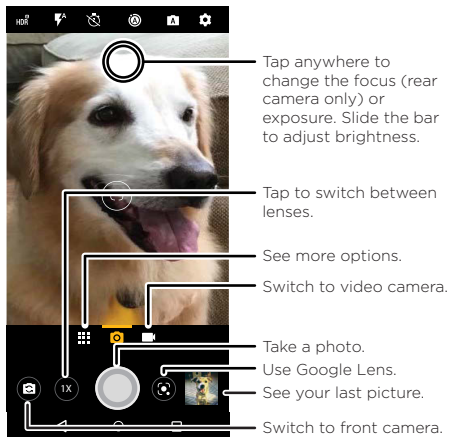 HDR
A
A
A
Tap anywhere to
change the focus (rear
camera only) or
exposure. Slide the bar
to adjust brightness.
Tap to switch between
lenses.
See more options.
Switch to video camera.
Take a photo.
Use Google Lens.
1X
See your last picture.
Switch to front camera.